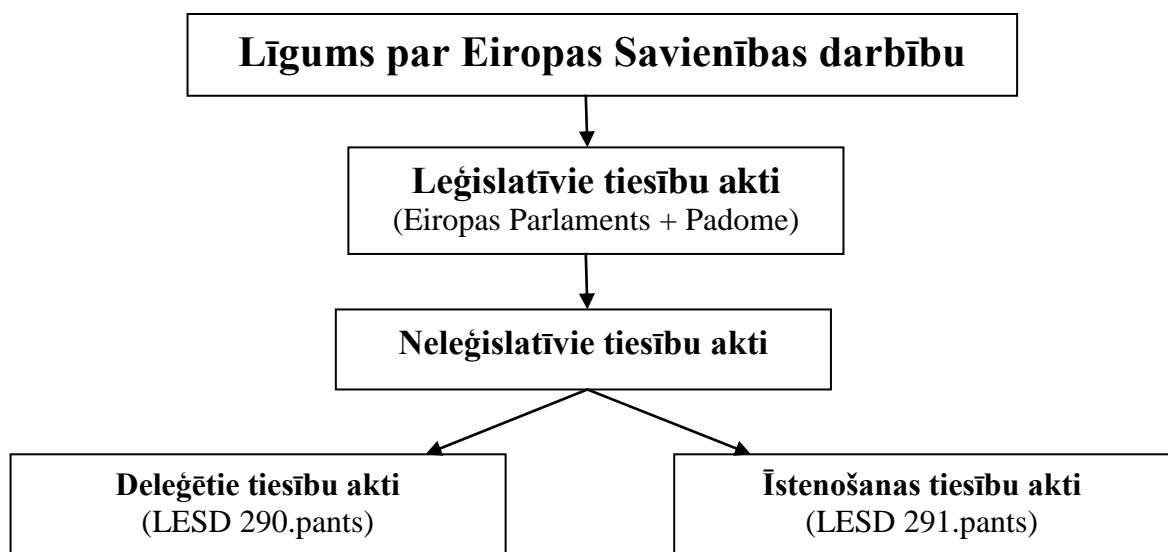 Līgums par Eiropas Savienības darbību
Leģislatīvie tiesību akti
(Eiropas Parlaments + Padome)
Neleģislatīvie tiesību akti
Deleģētie tiesību akti
(LESD 290.pants)
Īstenošanas tiesību akti
(LESD 291.pants)